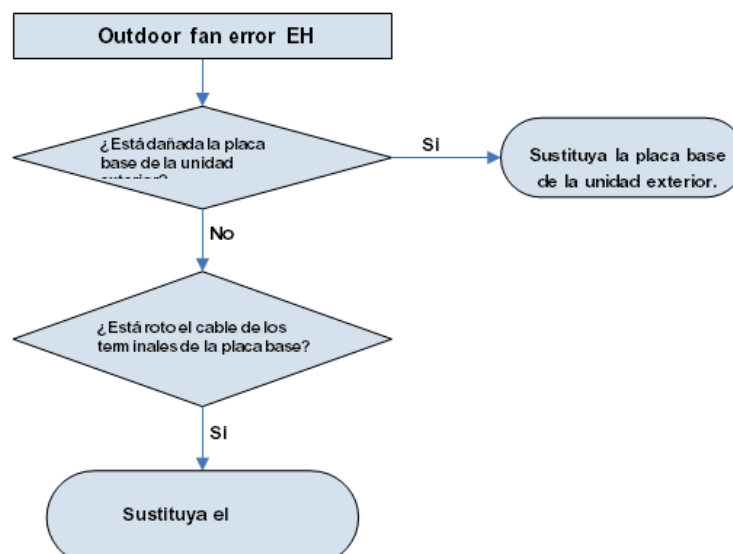 Outdoor fan error EH
¿Está dañada la placa
base de la unidad
exterior?
Si
Sustituya la placa base
de la unidad exterior.
No
¿Está roto el cable de los
terminales de la placa base?
Si
Sustituya el